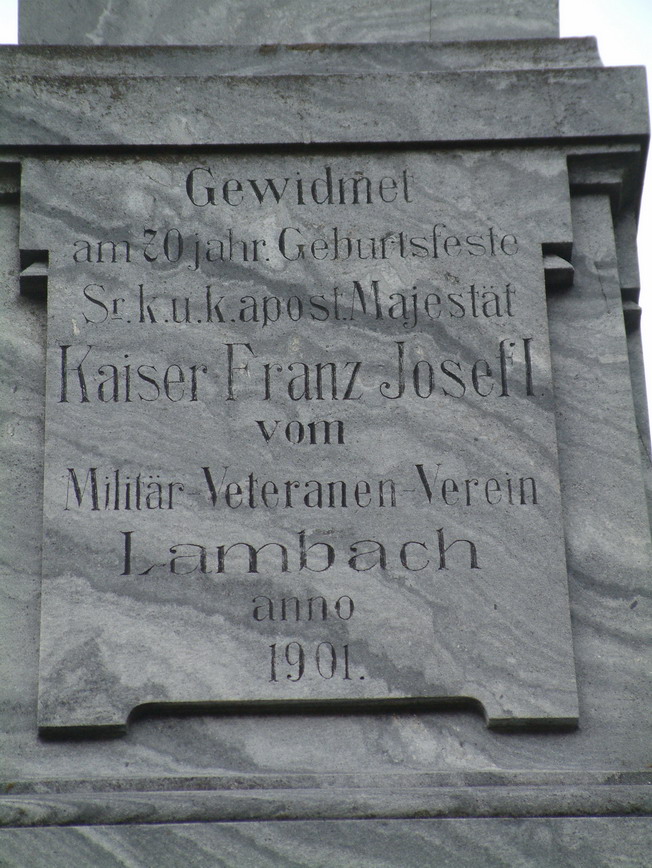 Gewidmet
am 70 jahr. Geburtsfeste
Sr. k. u. k. apost. Majestät
Kaiser Franz Josef I.
vom
Militär-Veteranen-Verein
Lambach
anno
1901.